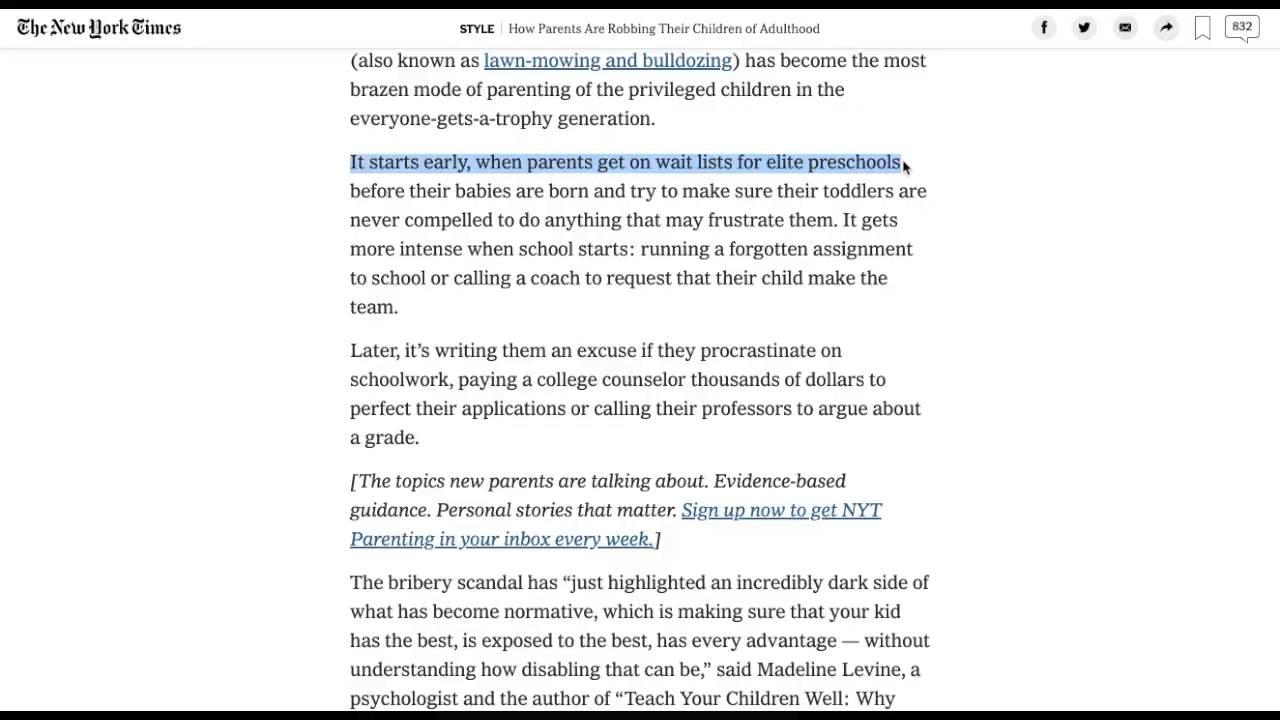 The New York Times
STYLE | How Parents Are Robbing Their Children of Adulthood
832
(also known as lawn-mowing and bulldozing) has become the most
brazen mode of parenting of the privileged children in the
everyone-gets-a-trophy generation.
It starts early, when parents get on wait lists for elite preschools
before their babies are born and try to make sure their toddlers are
never compelled to do anything that may frustrate them. It gets
more intense when school starts: running a forgotten assignment
to school or calling a coach to request that their child make the
team.
Later, it’s writing them an excuse if they procrastinate on
schoolwork, paying a college counselor thousands of dollars to
perfect their applications or calling their professors to argue about
a grade.
[The topics new parents are talking about. Evidence-based
guidance. Personal stories that matter. Sign up now to get NYT
Parenting in your inbox every week.]
The bribery scandal has “just highlighted an incredibly dark side of
what has become normative, which is making sure that your kid
has the best, is exposed to the best, has every advantage — without
understanding how disabling that can be,” said Madeline Levine, a
psychologist and the author of “Teach Your Children Well: Why